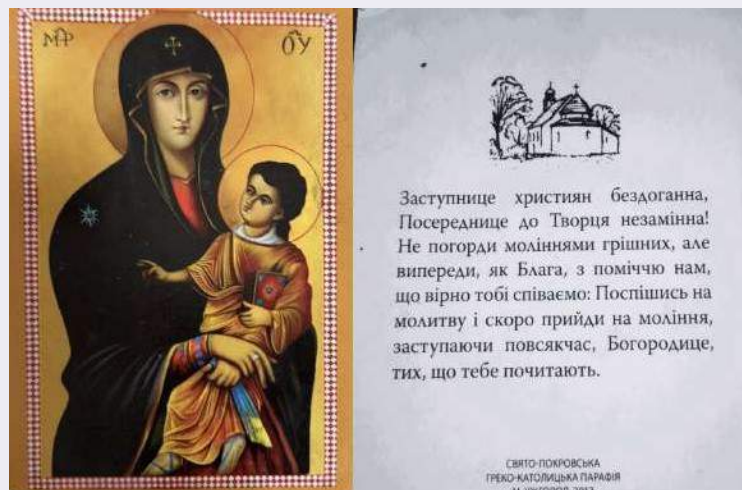 ΜΡ
ΟΥ
Заступнице християн бездоганна,
Посереднице до Творця незамінна!
Не погорди моліннями грішних, але
випереди, як Блага, з поміччю нам,
що вірно тобі співаємо: Поспішись на
молитву і скоро прийди на моління,
заступаючи повсякчас, Богородице,
тих, що тебе почитають.
СВЯТО-ПОКРОВСЬКА
ГРЕКО-КАТОЛИЦЬКА ПАРАФІЯ